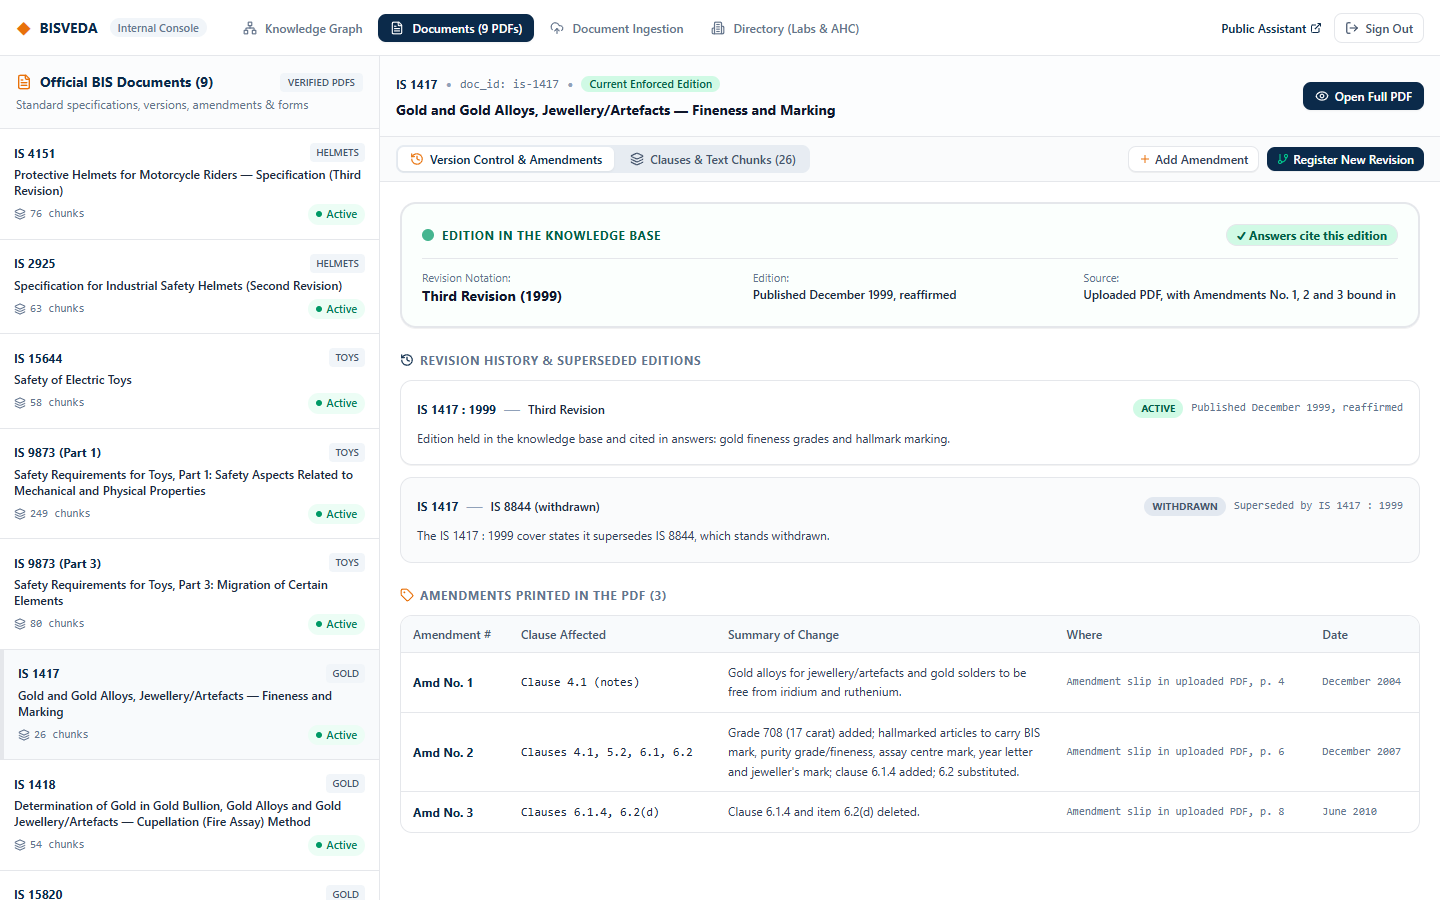 BISVEDA Internal Console Knowledge Graph Documents (9 PDFs) Document Ingestion Directory (Labs & AHC) Public Assistant Sign Out
Official BIS Documents (9) VERIFIED PDFS
Standard specifications, versions, amendments & forms
IS 4151 HELMETS
Protective Helmets for Motorcycle Riders — Specification (Third
Revision)
76 chunks Active
IS 2925 HELMETS
Specification for Industrial Safety Helmets (Second Revision)
63 chunks Active
IS 15644 TOYS
Safety of Electric Toys
58 chunks Active
IS 9873 (Part 1) TOYS
Safety Requirements for Toys, Part 1: Safety Aspects Related to
Mechanical and Physical Properties
249 chunks Active
IS 9873 (Part 3) TOYS
Safety Requirements for Toys, Part 3: Migration of Certain
Elements
80 chunks Active
IS 1417 GOLD
Gold and Gold Alloys, Jewellery/Artefacts — Fineness and
Marking
26 chunks Active
IS 1418 GOLD
Determination of Gold in Gold Bullion, Gold Alloys and Gold
Jewellery/Artefacts — Cupellation (Fire Assay) Method
54 chunks Active
IS 15820 GOLD
IS 1417 • doc_id: is-1417 • Current Enforced Edition
Gold and Gold Alloys, Jewellery/Artefacts — Fineness and Marking
Open Full PDF
Version Control & Amendments Clauses & Text Chunks (26) + Add Amendment Register New Revision
EDITION IN THE KNOWLEDGE BASE ✓ Answers cite this edition
Revision Notation: Edition: Source:
Third Revision (1999) Published December 1999, reaffirmed Uploaded PDF, with Amendments No. 1, 2 and 3 bound in
REVISION HISTORY & SUPERSEDED EDITIONS
IS 1417 : 1999 — Third Revision ACTIVE Published December 1999, reaffirmed
Edition held in the knowledge base and cited in answers: gold fineness grades and hallmark marking.
IS 1417 — IS 8844 (withdrawn) WITHDRAWN Superseded by IS 1417 : 1999
The IS 1417 : 1999 cover states it supersedes IS 8844, which stands withdrawn.
AMENDMENTS PRINTED IN THE PDF (3)
Amendment # Clause Affected Summary of Change Where Date
Amd No. 1 Clause 4.1 (notes) Gold alloys for jewellery/artefacts and gold solders to be
free from iridium and ruthenium. Amendment slip in uploaded PDF, p. 4 December 2004
Amd No. 2 Clauses 4.1, 5.2, 6.1, 6.2 Grade 708 (17 carat) added; hallmarked articles to carry BIS
mark, purity grade/fineness, assay centre mark, year letter
and jeweller's mark; clause 6.1.4 added; 6.2 substituted. Amendment slip in uploaded PDF, p. 6 December 2007
Amd No. 3 Clauses 6.1.4, 6.2(d) Clause 6.1.4 and item 6.2(d) deleted. Amendment slip in uploaded PDF, p. 8 June 2010